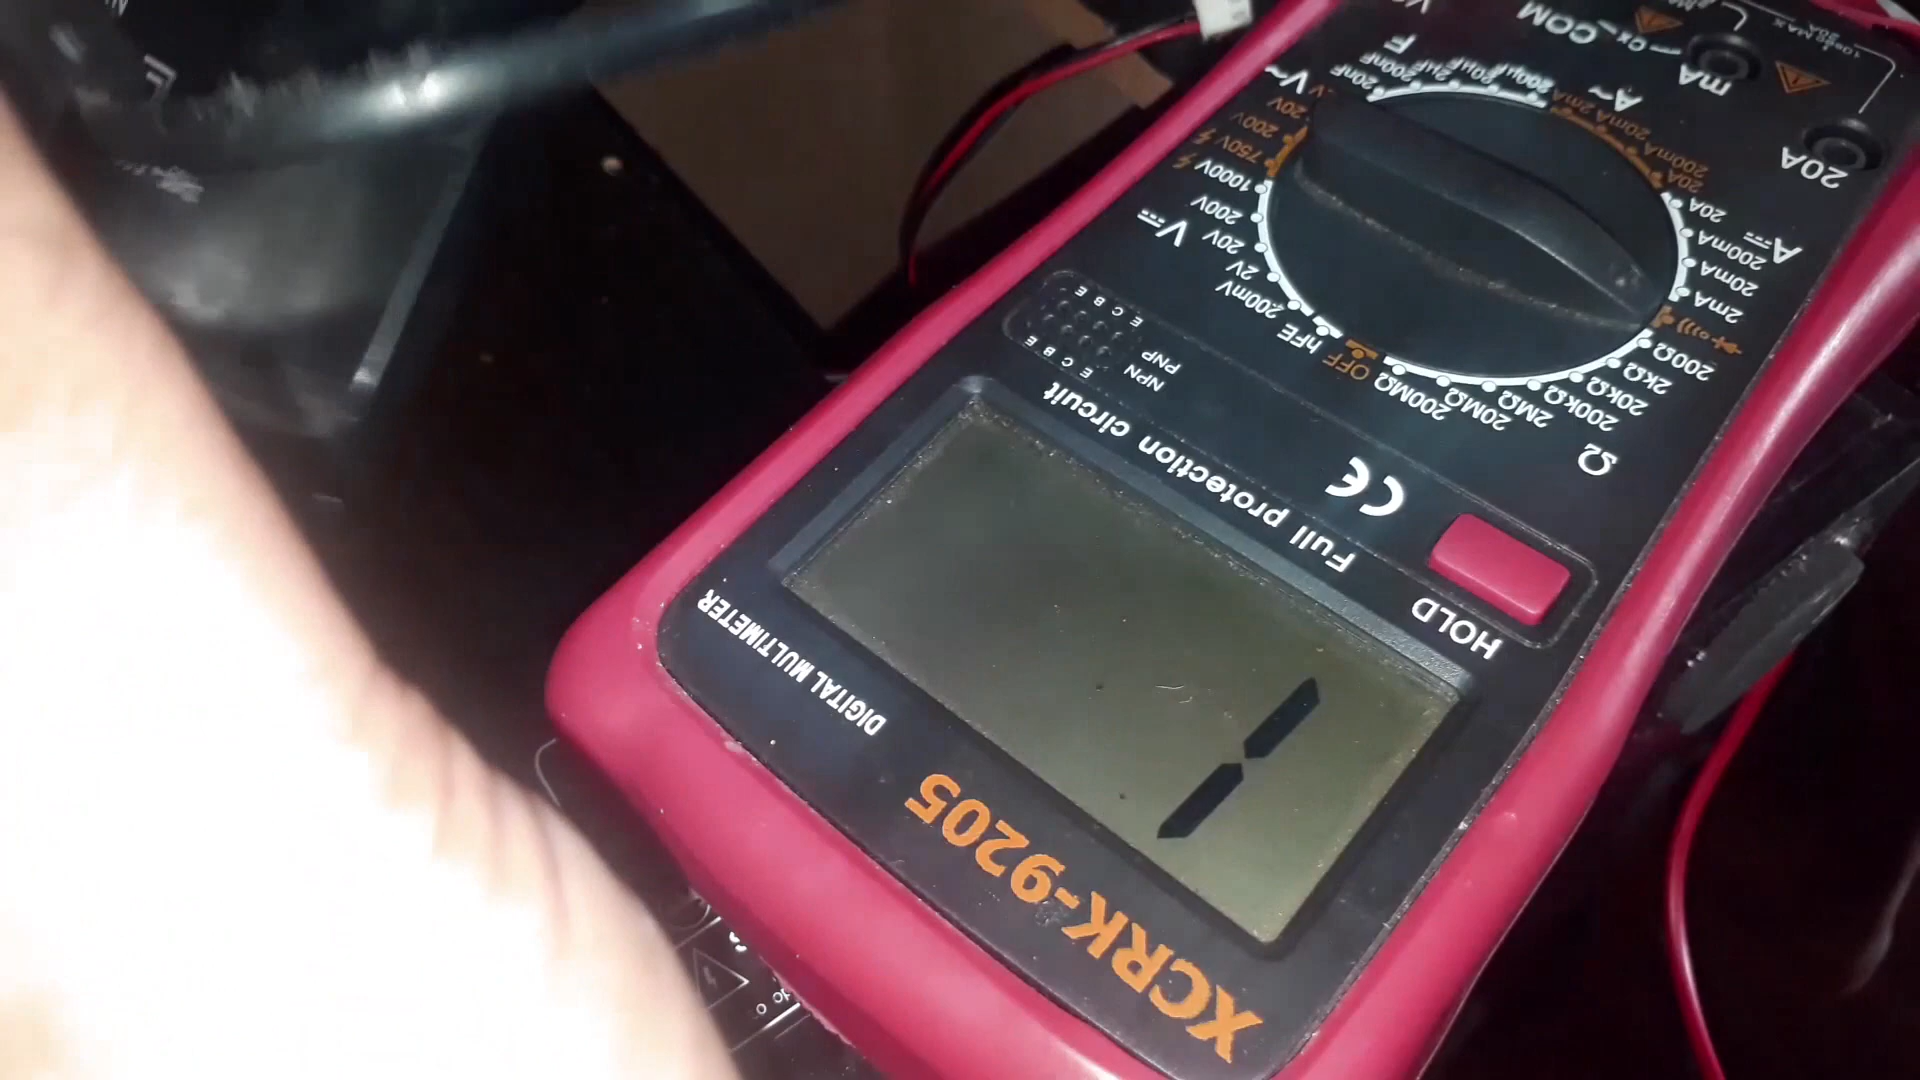 XCRK-9205
DIGITAL MULTIMETER
1
HOLD
Full protection circuit
CE
NPN
PNP
E C B E
E C B E
Ω
200MΩ
20MΩ
2MΩ
200kΩ
20kΩ
2kΩ
200Ω
OFF
hFE
200mV
2V
20V
200V
1000V
V⎓
750V
200V
20V
V~
2mA
20mA
200mA
20A
A⎓
20A
200mA
20mA
2mA
A~
F
20nF
200nF
2µF
20µF
200µF
20A
mA
COM
Cx